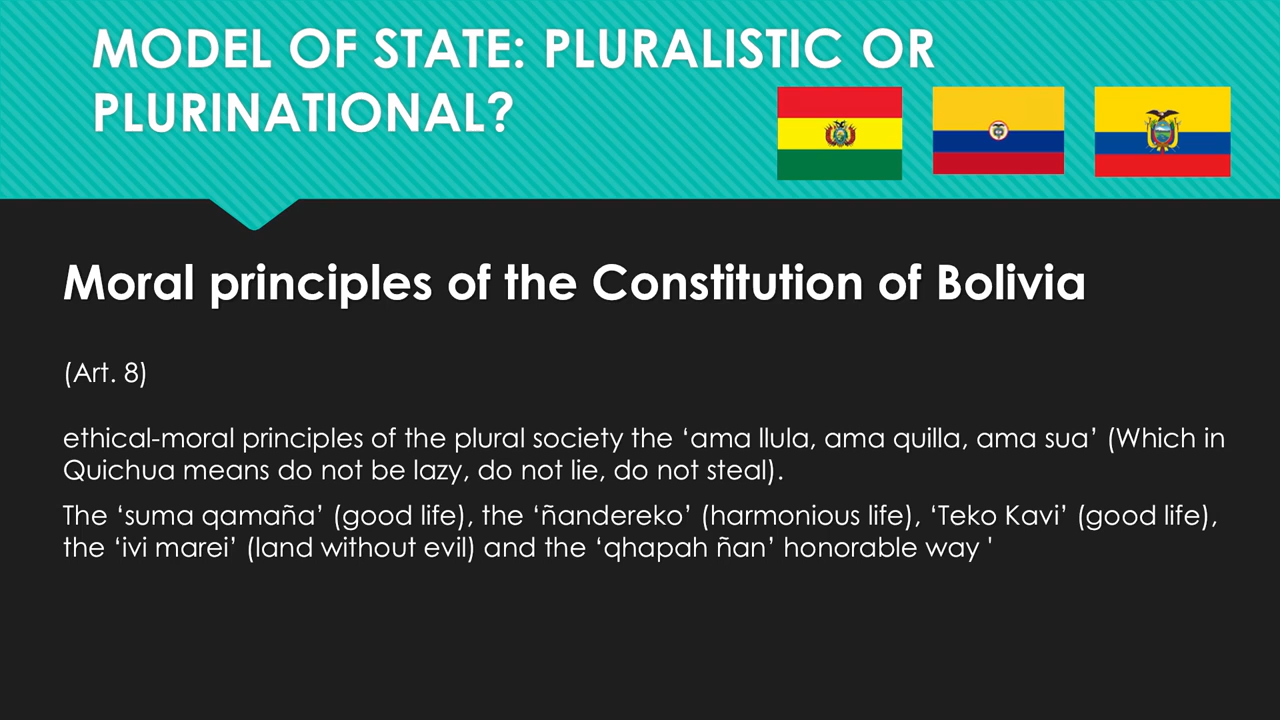 MODEL OF STATE: PLURALISTIC OR
PLURINATIONAL?
Moral principles of the Constitution of Bolivia
(Art. 8)
ethical-moral principles of the plural society the ‘ama llula, ama quilla, ama sua’ (Which in
Quichua means do not be lazy, do not lie, do not steal).
The ‘suma qamaña’ (good life), the ‘ñandereko’ (harmonious life), ‘Teko Kavi’ (good life),
the ‘ivi marei’ (land without evil) and the ‘qhapah ñan’ honorable way '